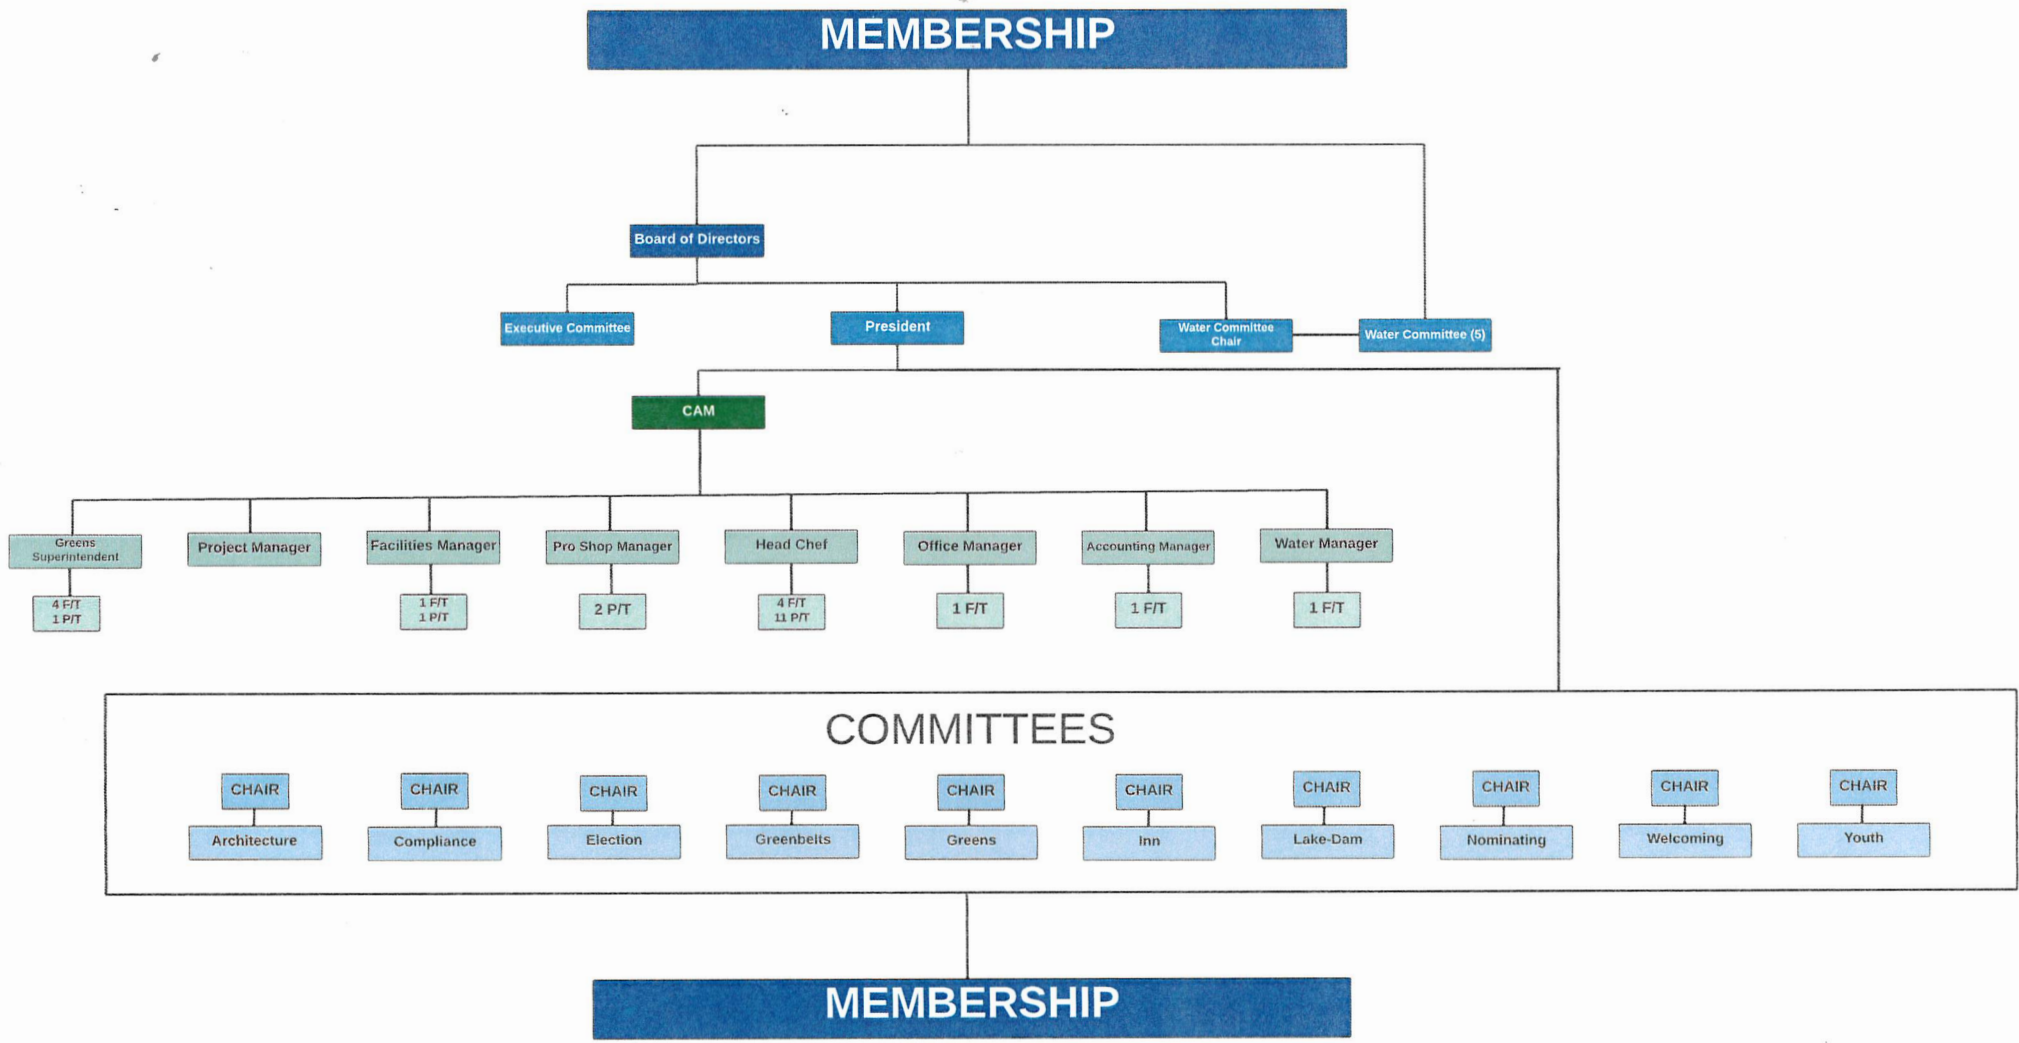 MEMBERSHIP
Board of Directors
Executive Committee
President
Water Committee
Chair
Water Committee (5)
CAM
Greens
Superintendent
Project Manager
Facilities Manager
Pro Shop Manager
Head Chef
Office Manager
Accounting Manager
Water Manager
4 F/T
1 P/T
1 F/T
1 P/T
2 P/T
4 F/T
11 P/T
1 F/T
1 F/T
1 F/T
COMMITTEES
CHAIR
CHAIR
CHAIR
CHAIR
CHAIR
CHAIR
CHAIR
CHAIR
CHAIR
CHAIR
Architecture
Compliance
Election
Greenbelts
Greens
Inn
Lake-Dam
Nominating
Welcoming
Youth
MEMBERSHIP